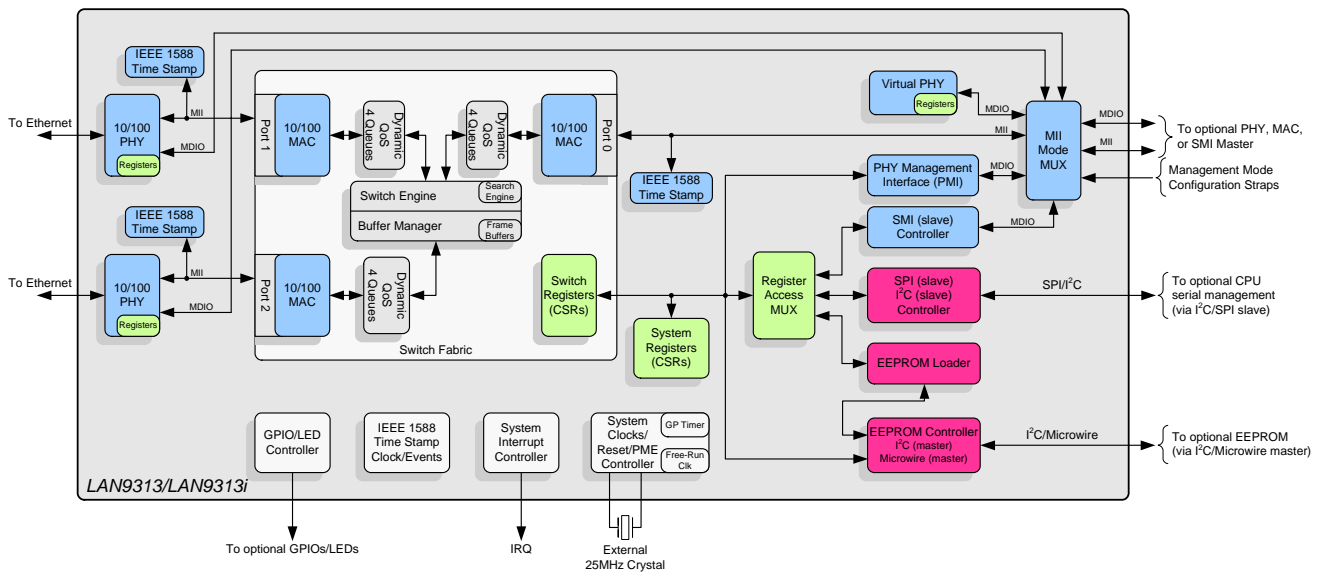 IEEE 1588
Time Stamp
To Ethernet
10/100
PHY
Registers
MII
MDIO
IEEE 1588
Time Stamp
To Ethernet
10/100
PHY
Registers
MII
MDIO
Port 1
10/100
MAC
Dynamic
QoS
4 Queues
Dynamic
QoS
4 Queues
10/100
MAC
Port 0
Switch Engine
Search
Engine
Buffer Manager
Frame
Buffers
Port 2
10/100
MAC
Dynamic
QoS
4 Queues
Switch
Registers
(CSRs)
Switch Fabric
MII
IEEE 1588
Time Stamp
System
Registers
(CSRs)
Virtual PHY
Registers
MDIO
PHY Management
Interface (PMI)
MDIO
SMI (slave)
Controller
MDIO
MII
Mode
MUX
MDIO
MII
To optional PHY, MAC,
or SMI Master
Management Mode
Configuration Straps
Register
Access
MUX
SPI (slave)
I²C (slave)
Controller
SPI/I²C
To optional CPU
serial management
(via I²C/SPI slave)
EEPROM Loader
EEPROM Controller
I²C (master)
Microwire (master)
I²C/Microwire
To optional EEPROM
(via I²C/Microwire master)
GPIO/LED
Controller
IEEE 1588
Time Stamp
Clock/Events
System
Interrupt
Controller
System
Clocks/
Reset/PME
Controller
GP Timer
Free-Run
Clk
LAN9313/LAN9313i
To optional GPIOs/LEDs
IRQ
External
25MHz Crystal